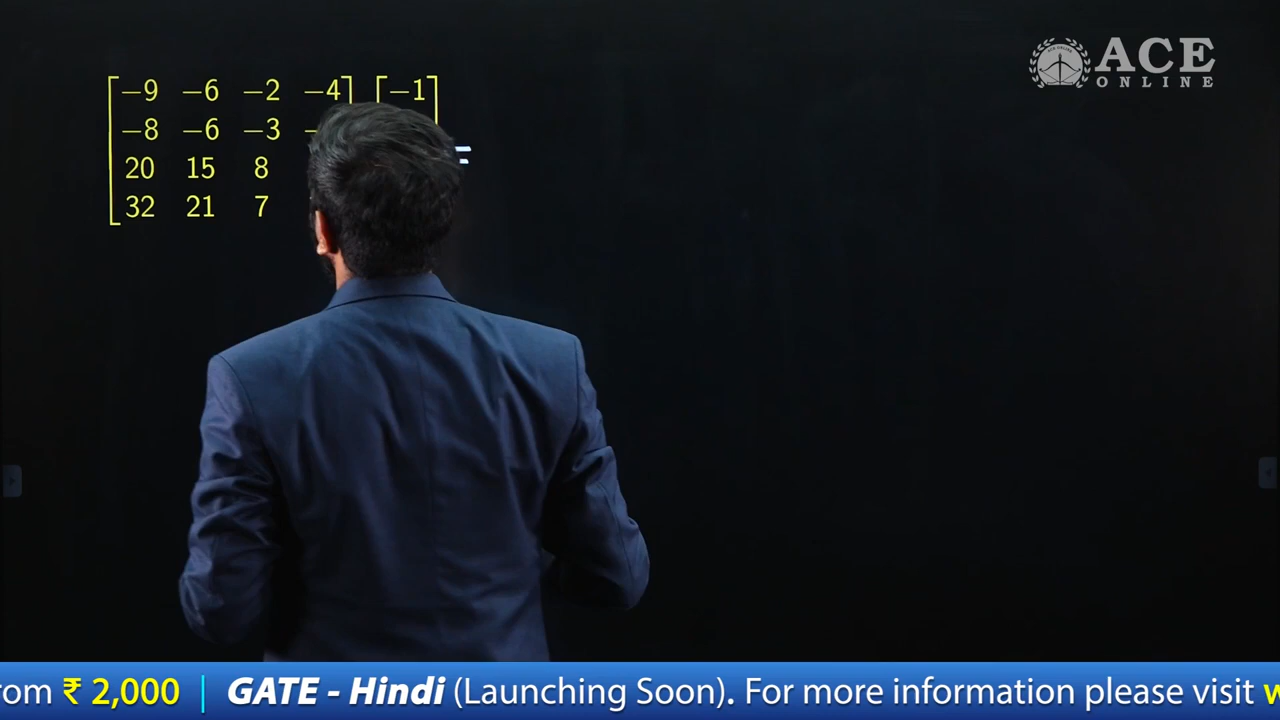 ACE
ONLINE
−9 −6 −2 −4 −1
−8 −6 −3 =
20 15 8
32 21 7
rom ₹ 2,000 | GATE - Hindi (Launching Soon). For more information please visit w